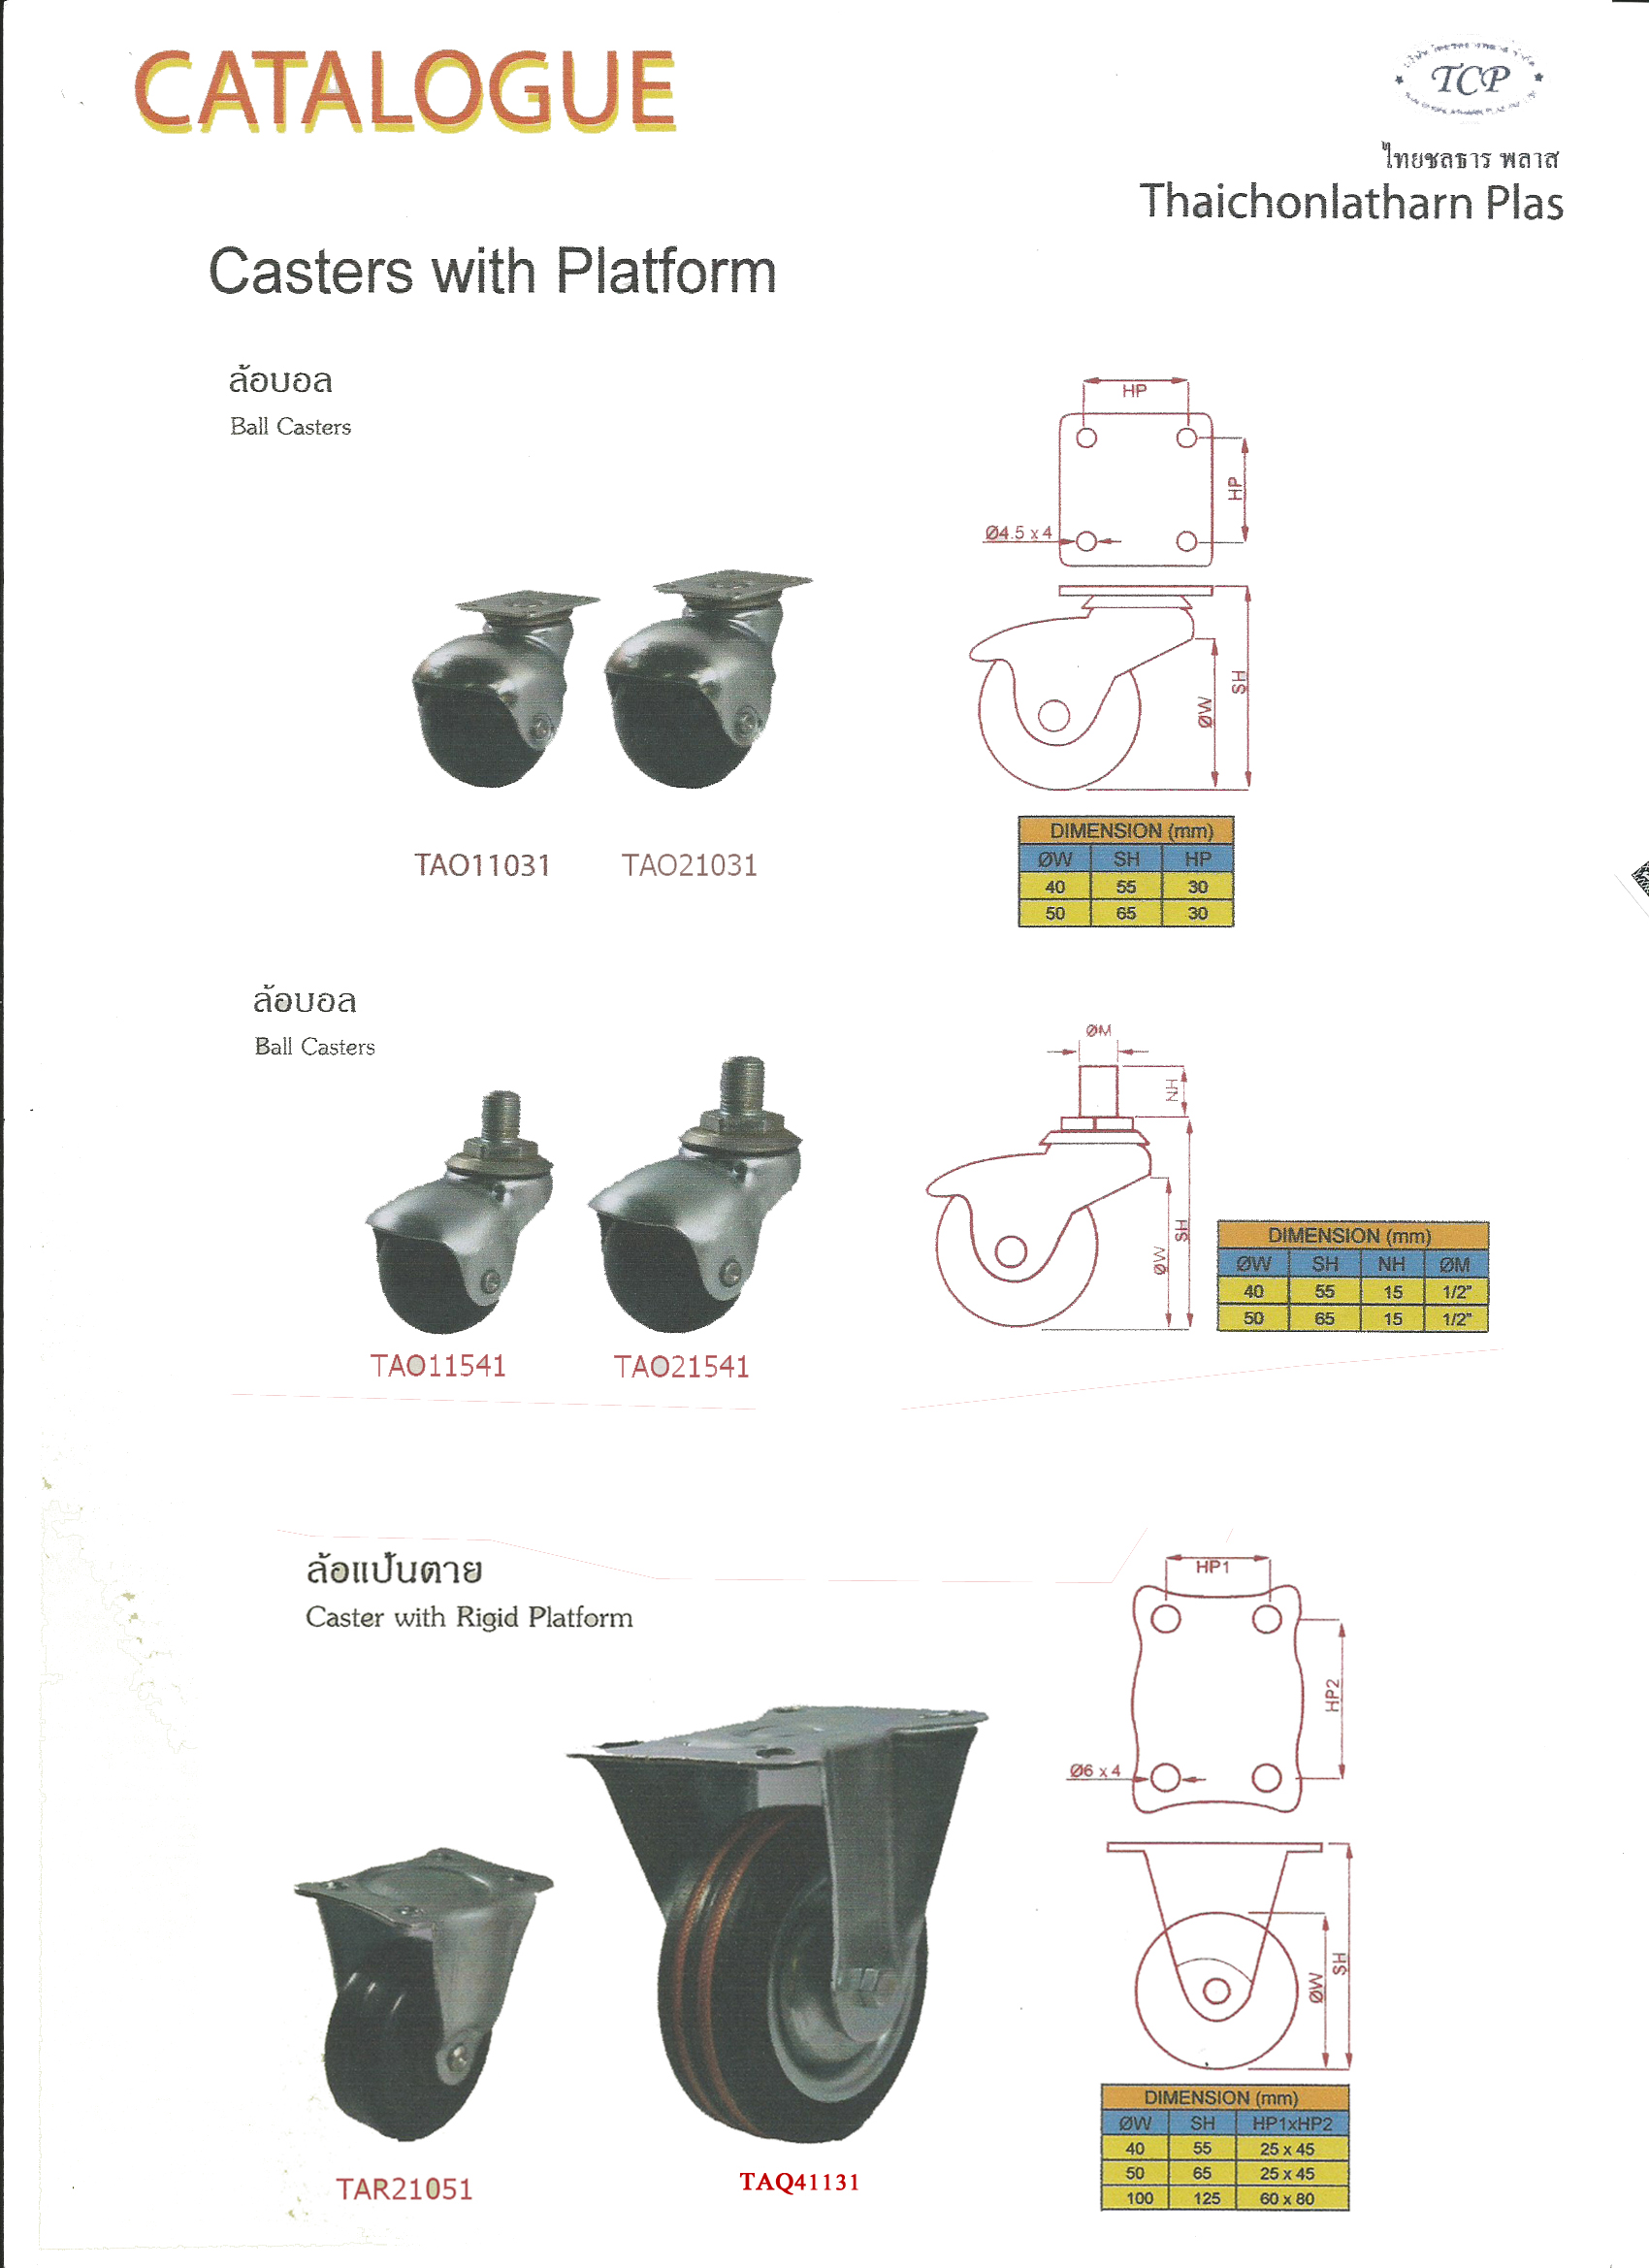 CATALOGUE
TCP
ไทยชลธาร พลาส
Thaichonlatharn Plas
Casters with Platform
ล้อบอล
Ball Casters
HP
HP
Ø4.5 x 4
SH
ØW
TAO11031
TAO21031
DIMENSION (mm)
ØW SH HP
40 55 30
50 65 30
ล้อบอล
Ball Casters
ØM
NH
SH
ØW
DIMENSION (mm)
ØW SH NH ØM
40 55 15 1/2"
50 65 15 1/2"
TAO11541
TAO21541
ล้อแป้นตาย
Caster with Rigid Platform
HP1
HP2
Ø6 x 4
SH
ØW
DIMENSION (mm)
ØW SH HP1xHP2
40 55 25 x 45
50 65 25 x 45
100 125 60 x 80
TAR21051
TAQ41131